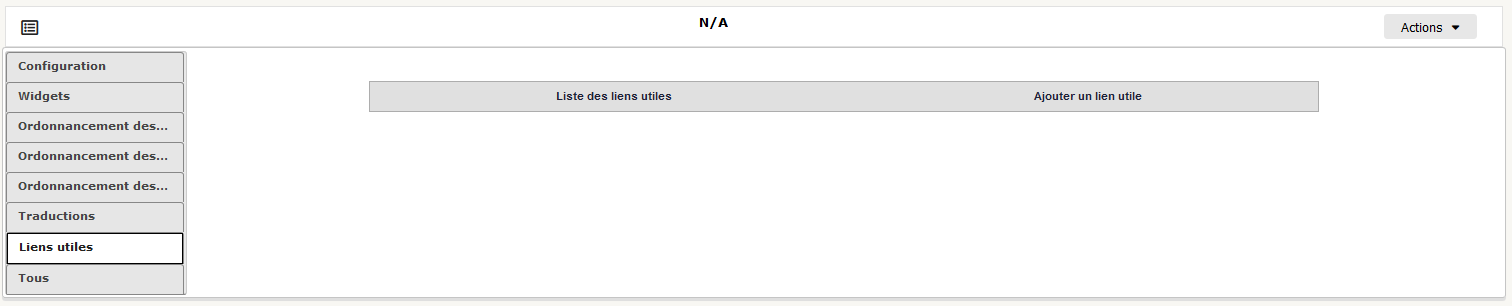 N/A
Actions
Configuration
Widgets
Ordonnancement des...
Ordonnancement des...
Ordonnancement des...
Traductions
Liens utiles
Tous
Liste des liens utiles
Ajouter un lien utile